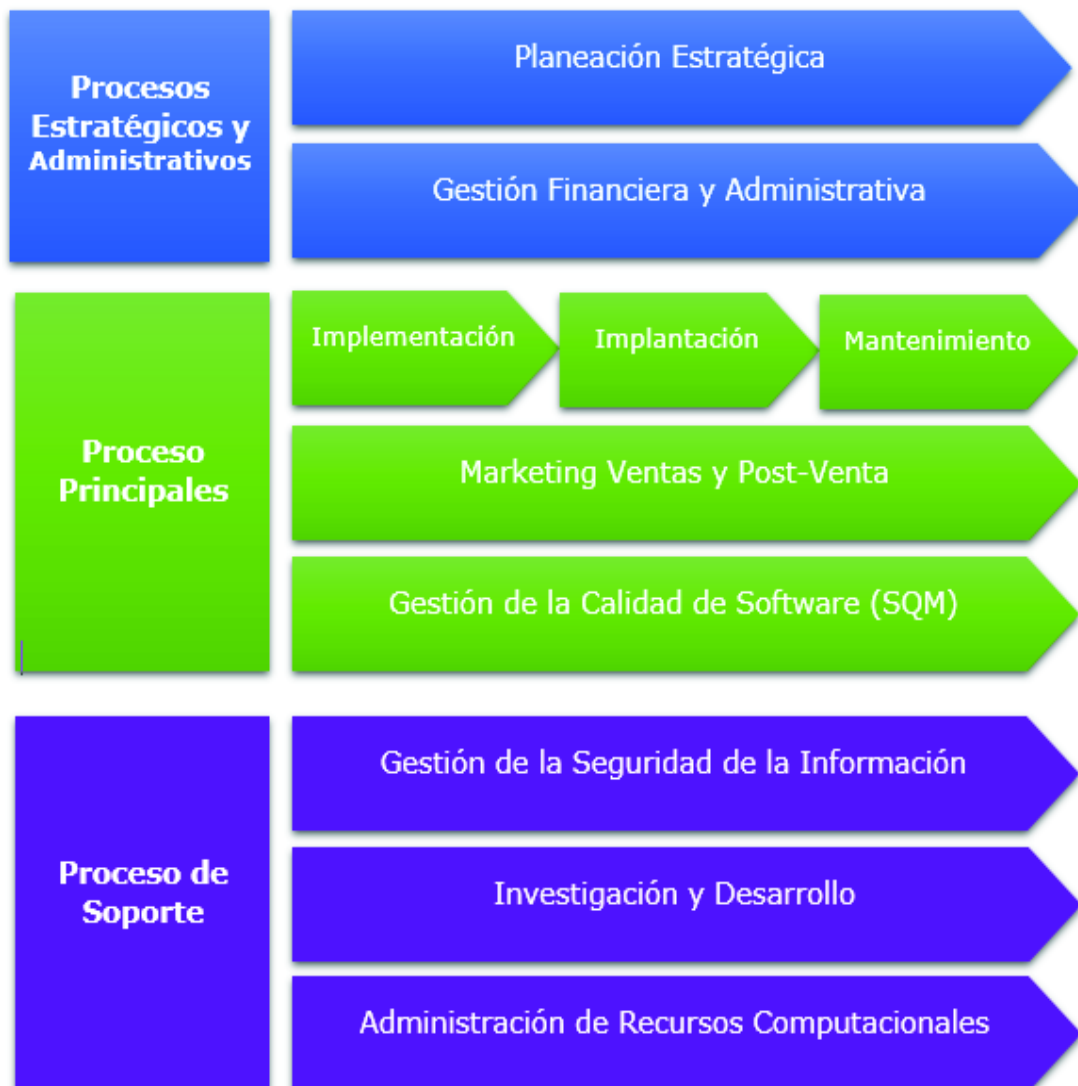 Procesos
Estratégicos y
Administrativos
Planeación Estratégica
Gestión Financiera y Administrativa
Proceso
Principales
Implementación
Implantación
Mantenimiento
Marketing Ventas y Post-Venta
Gestión de la Calidad de Software (SQM)
Proceso de
Soporte
Gestión de la Seguridad de la Información
Investigación y Desarrollo
Administración de Recursos Computacionales